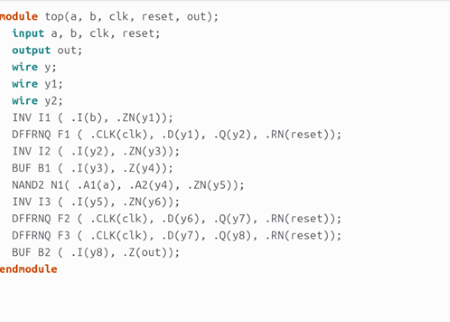 module top(a, b, clk, reset, out);
input a, b, clk, reset;
output out;
wire y;
wire y1;
wire y2;
INV I1 ( .I(b), .ZN(y1));
DFFRNQ F1 ( .CLK(clk), .D(y1), .Q(y2), .RN(reset));
INV I2 ( .I(y2), .ZN(y3));
BUF B1 ( .I(y3), .Z(y4));
NAND2 N1( .A1(a), .A2(y4), .ZN(y5));
INV I3 ( .I(y5), .ZN(y6));
DFFRNQ F2 ( .CLK(clk), .D(y6), .Q(y7), .RN(reset));
DFFRNQ F3 ( .CLK(clk), .D(y7), .Q(y8), .RN(reset));
BUF B2 ( .I(y8), .Z(out));
endmodule